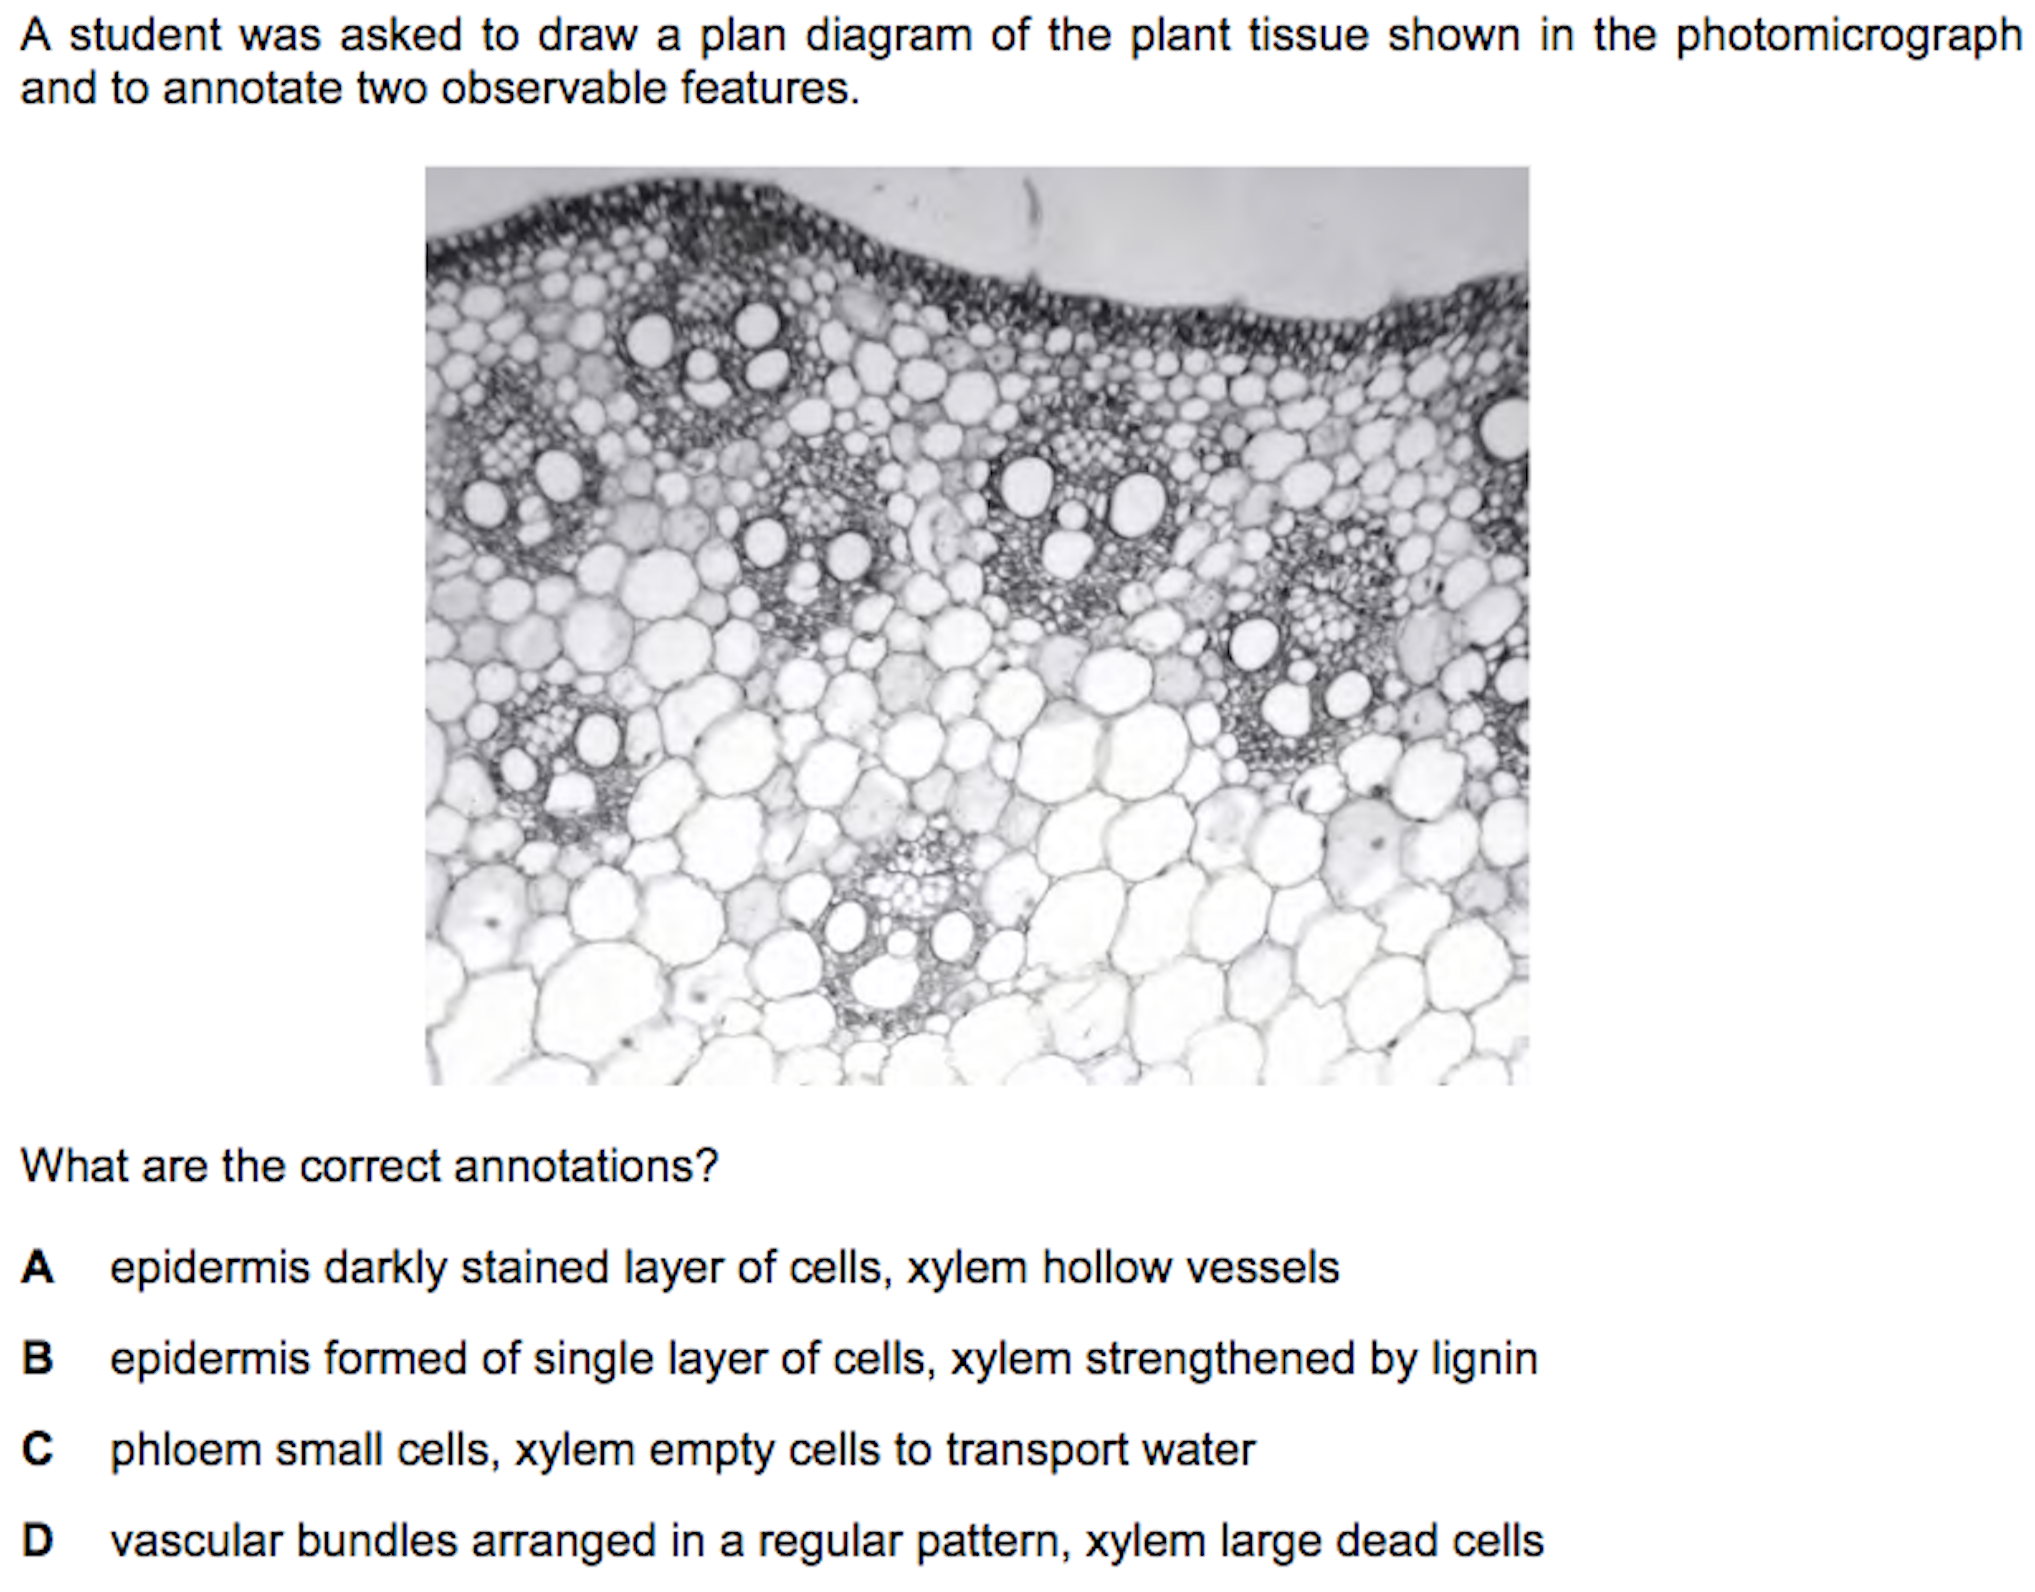 A student was asked to draw a plan diagram of the plant tissue shown in the photomicrograph
and to annotate two observable features.
What are the correct annotations?
A epidermis darkly stained layer of cells, xylem hollow vessels
B epidermis formed of single layer of cells, xylem strengthened by lignin
C phloem small cells, xylem empty cells to transport water
D vascular bundles arranged in a regular pattern, xylem large dead cells